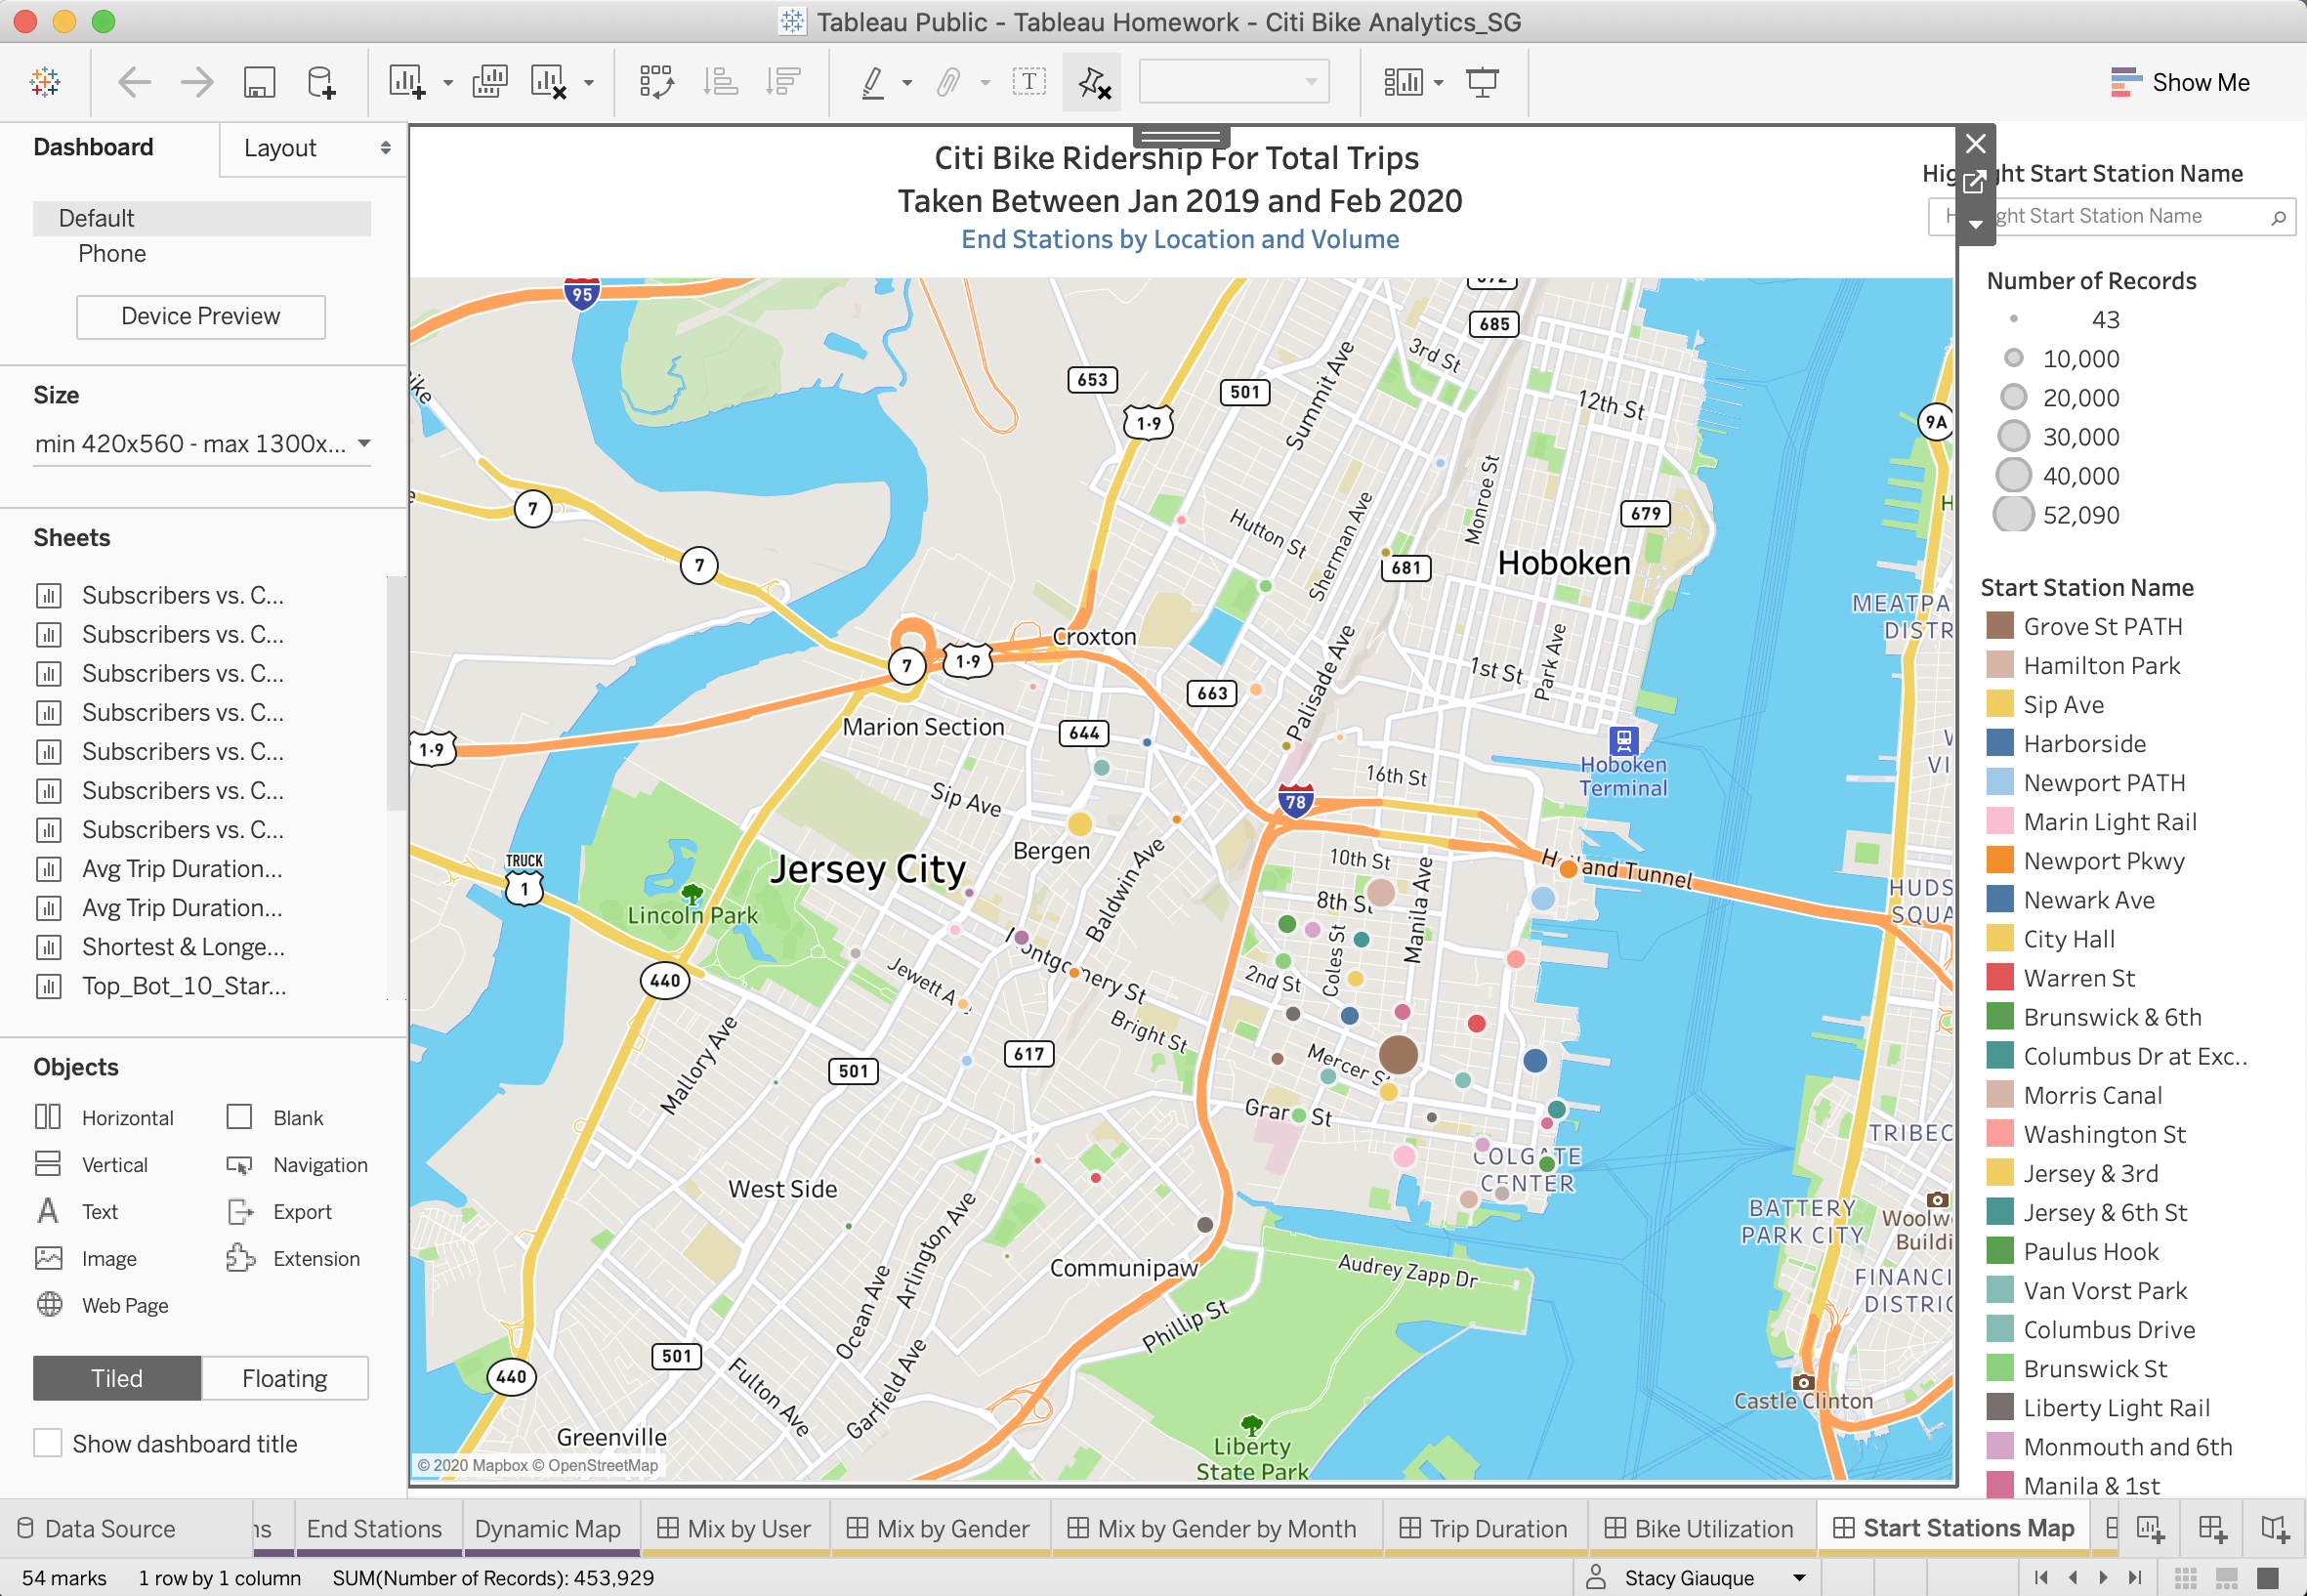 Tableau Public - Tableau Homework - Citi Bike Analytics_SG
Show Me
Dashboard
Layout
Default
Phone
Device Preview
Size
min 420x560 - max 1300x...
Sheets
Subscribers vs. C...
Subscribers vs. C...
Subscribers vs. C...
Subscribers vs. C...
Subscribers vs. C...
Subscribers vs. C...
Subscribers vs. C...
Avg Trip Duration...
Avg Trip Duration...
Shortest & Longe...
Top_Bot_10_Star...
Objects
Horizontal
Blank
Vertical
Navigation
Text
Export
Image
Extension
Web Page
Tiled
Floating
Show dashboard title
Citi Bike Ridership For Total Trips
Taken Between Jan 2019 and Feb 2020
End Stations by Location and Volume
95
685
3rd St
653
501
Summit Ave
12th St
1·9
9A
7
Monroe St
679
Hutton St
Sherman Ave
7
681
Hoboken
MEATPA
DISTR
Croxton
7
1·9
1st St
Park Ave
663
Palisade Ave
Marion Section
644
1·9
Hoboken
Terminal
16th St
Sip Ave
78
Bergen
10th St
TRUCK
1
Jersey City
Baldwin Ave
Manila Ave
HUDS
SQUA
Lincoln Park
8th St
Coles St
2nd St
440
Jewett A
Bright St
Mallory Ave
501
617
Mercer S
TRIBEC
COLGATE
CENTER
West Side
BATTERY
PARK CITY
Woolw
Buildi
Arlington Ave
Communipaw
Audrey Zapp Dr
FINANCI
DISTRIC
Ocean Ave
Phillip St
501
440
Fulton Ave
Garfield Ave
Castle Clinton
Greenville
Liberty
State Park
© 2020 Mapbox © OpenStreetMap
ght Start Station Name
ght Start Station Name
Number of Records
43
10,000
20,000
30,000
40,000
52,090
Start Station Name
Grove St PATH
Hamilton Park
Sip Ave
Harborside
Newport PATH
Marin Light Rail
Newport Pkwy
Newark Ave
City Hall
Warren St
Brunswick & 6th
Columbus Dr at Exc..
Morris Canal
Washington St
Jersey & 3rd
Jersey & 6th St
Paulus Hook
Van Vorst Park
Columbus Drive
Brunswick St
Liberty Light Rail
Monmouth and 6th
Manila & 1st
Data Source
ns
End Stations
Dynamic Map
Mix by User
Mix by Gender
Mix by Gender by Month
Trip Duration
Bike Utilization
Start Stations Map
54 marks
1 row by 1 column
SUM(Number of Records): 453,929
Stacy Giauque